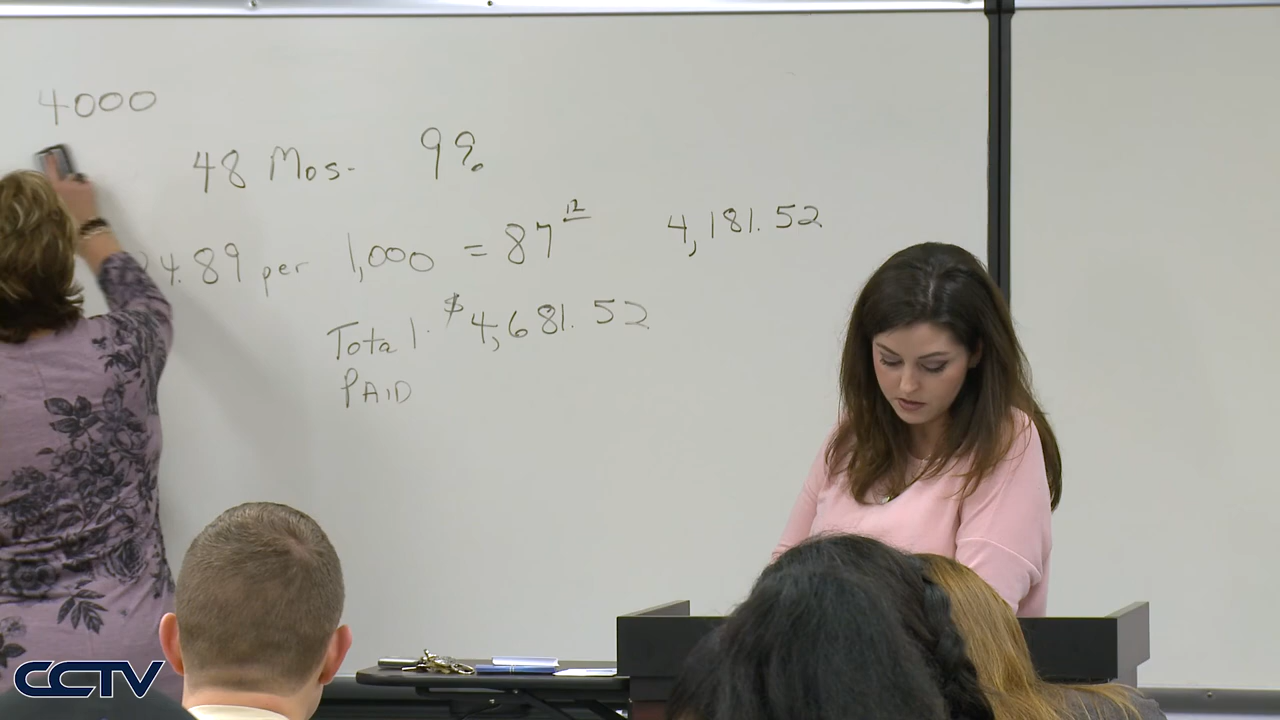 4000
48 Mos. 9%
24.89 per 1,000 = 87 12 4,181.52
Total $4,681.52
PAID
CCTV